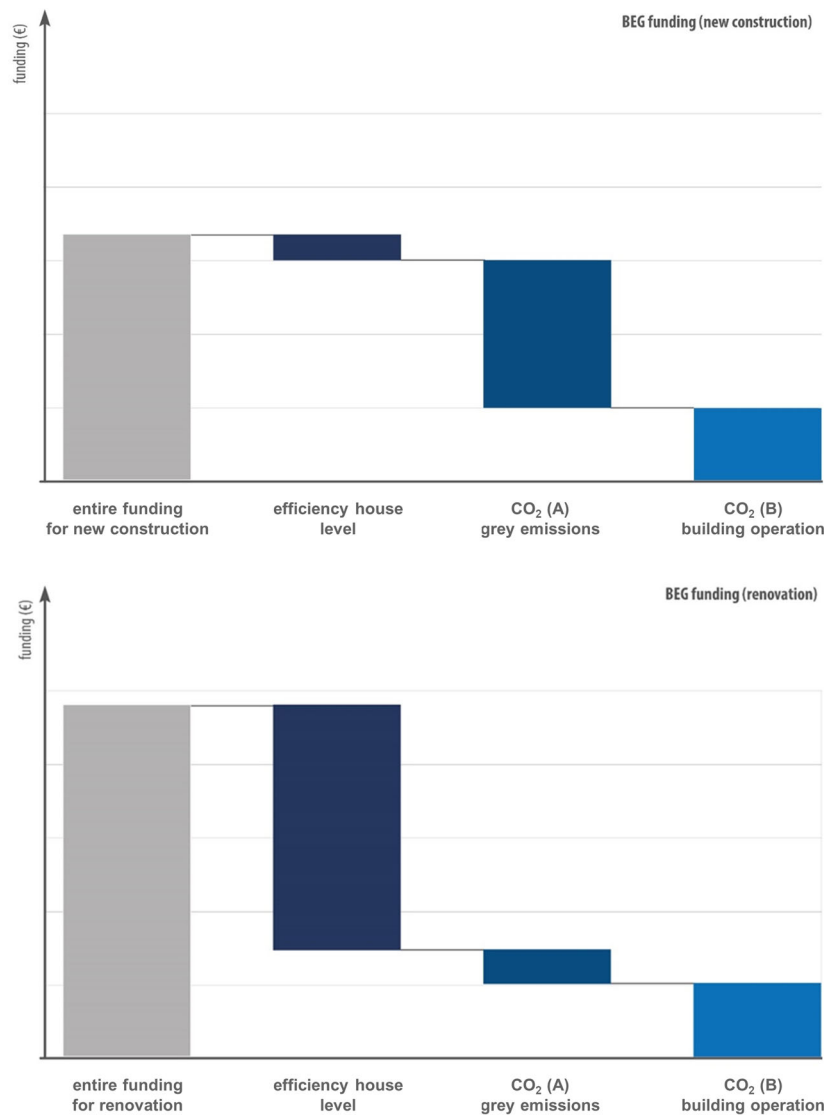 BEG funding (new construction)
funding (€)
entire funding
for new construction
efficiency house
level
CO₂ (A)
grey emissions
CO₂ (B)
building operation
BEG funding (renovation)
funding (€)
entire funding
for renovation
efficiency house
level
CO₂ (A)
grey emissions
CO₂ (B)
building operation